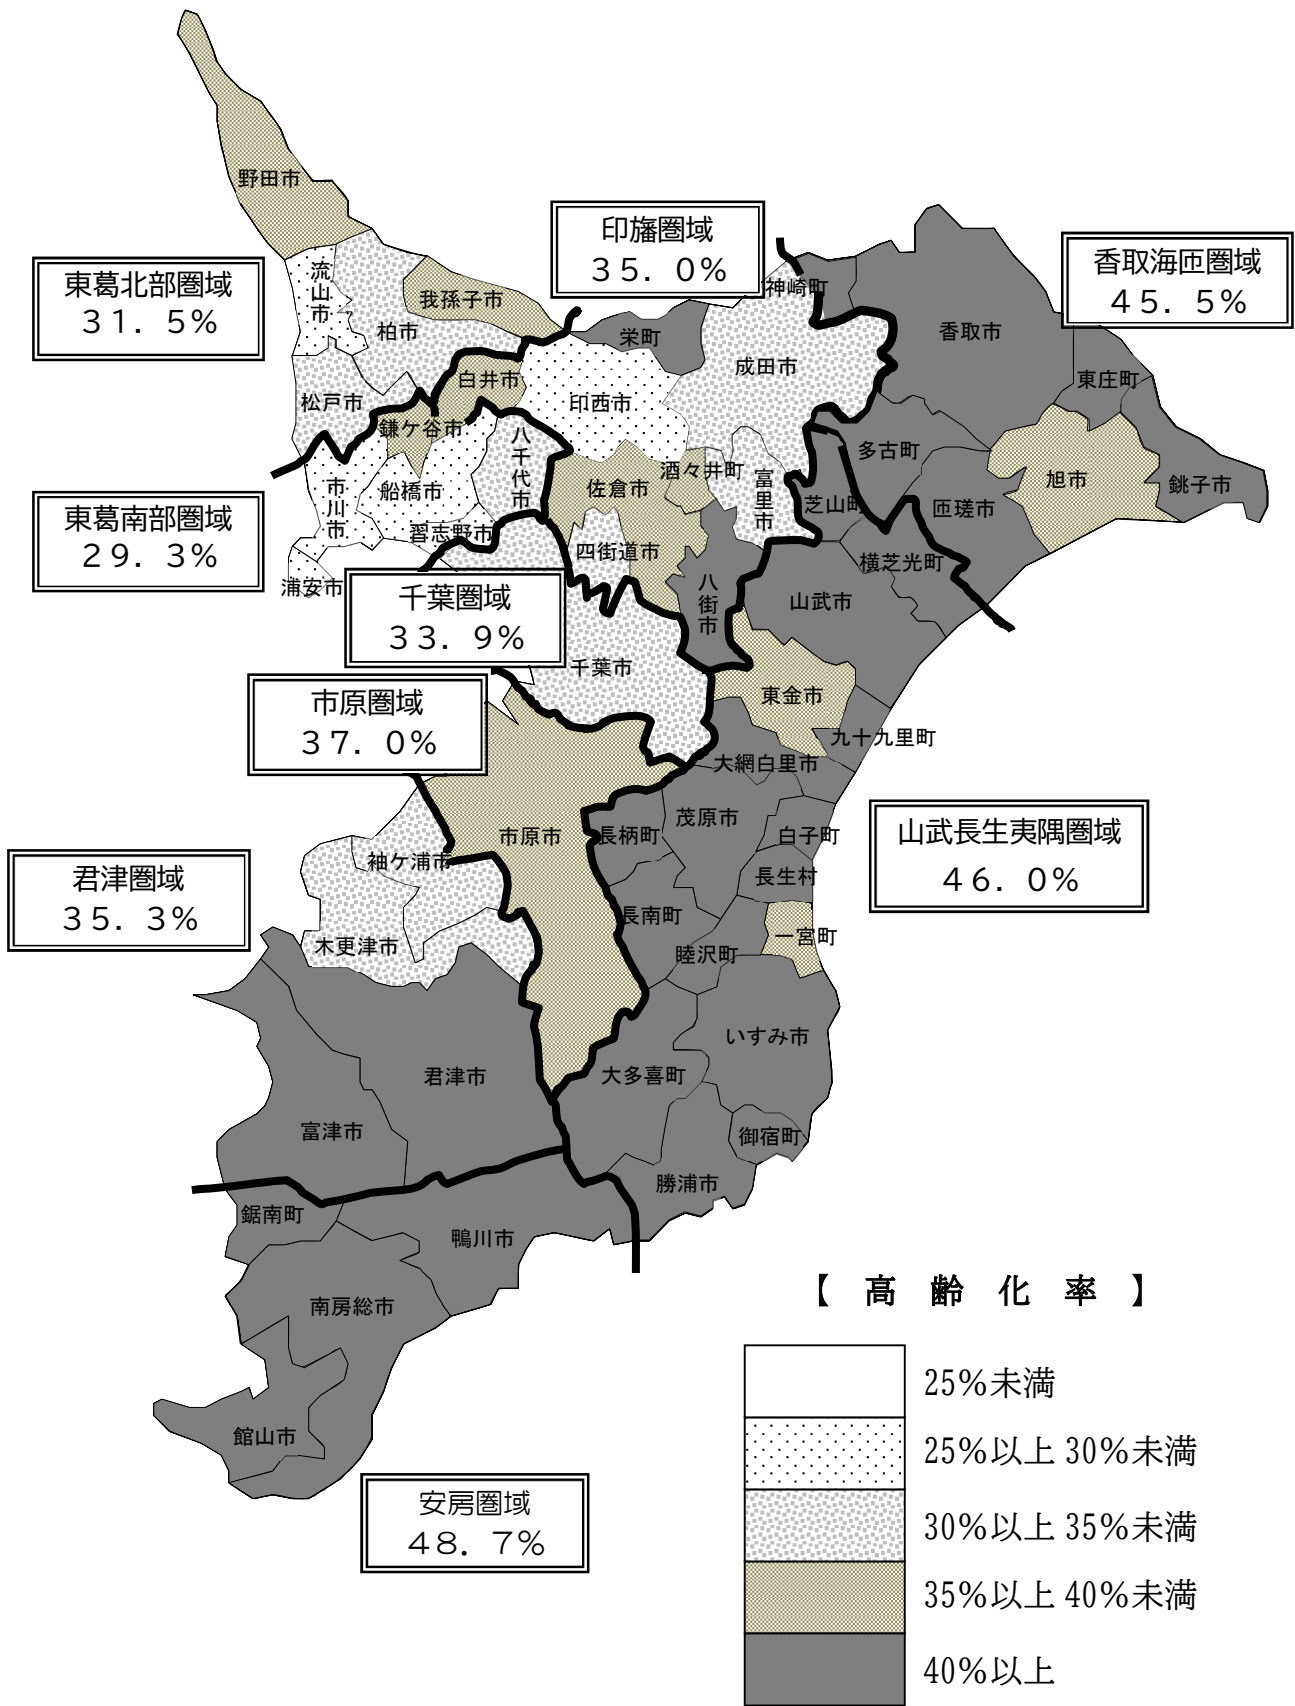 野田市
印旛圏域
35．0％
香取海匝圏域
45．5％
東葛北部圏域
31．5％
流山市
我孫子市
柏市
神崎町
栄町
香取市
成田市
東庄町
白井市
印西市
松戸市
鎌ケ谷市
八千代市
多古町
酒々井町
富里市
旭市
銚子市
市川市
船橋市
佐倉市
芝山町
匝瑳市
東葛南部圏域
29．3％
習志野市
四街道市
横芝光町
浦安市
八街市
山武市
千葉圏域
33．9％
千葉市
東金市
市原圏域
37．0％
九十九里町
大網白里市
市原市
長柄町
茂原市
白子町
山武長生夷隅圏域
46．0％
袖ケ浦市
長生村
君津圏域
35．3％
長南町
一宮町
木更津市
睦沢町
いすみ市
君津市
大多喜町
富津市
御宿町
勝浦市
鋸南町
鴨川市
南房総市
館山市
安房圏域
48．7％
【 高 齢 化 率 】
25％未満
25％以上 30％未満
30％以上 35％未満
35％以上 40％未満
40％以上